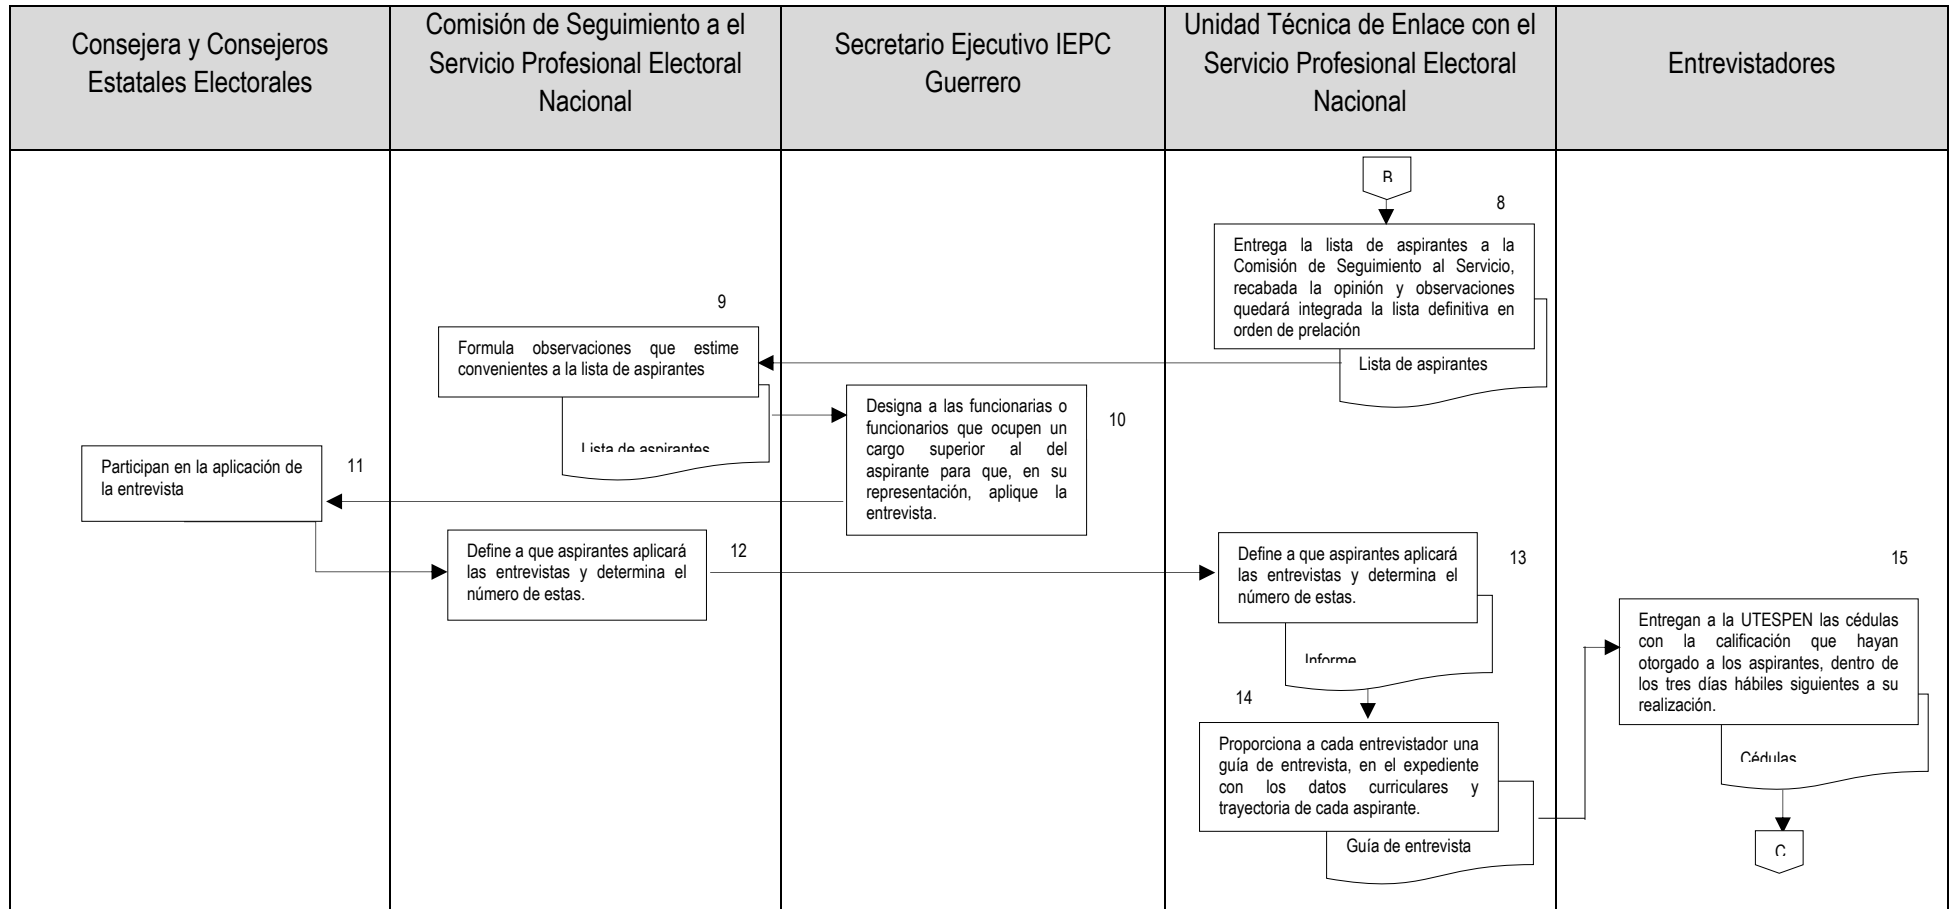 Consejera y Consejeros
Estatales Electorales
Comisión de Seguimiento a el
Servicio Profesional Electoral
Nacional
Secretario Ejecutivo IEPC
Guerrero
Unidad Técnica de Enlace con el
Servicio Profesional Electoral
Nacional
Entrevistadores
B
8
Entrega la lista de aspirantes a la
Comisión de Seguimiento al Servicio,
recabada la opinión y observaciones
quedará integrada la lista definitiva en
orden de prelación
Lista de aspirantes
9
Formula observaciones que estime
convenientes a la lista de aspirantes
Lista de aspirantes
10
Designa a las funcionarias o
funcionarios que ocupen un
cargo superior al del
aspirante para que, en su
representación, aplique la
entrevista.
11
Participan en la aplicación de
la entrevista
12
Define a que aspirantes aplicará
las entrevistas y determina el
número de estas.
13
Define a que aspirantes aplicará
las entrevistas y determina el
número de estas.
Informe
14
Proporciona a cada entrevistador una
guía de entrevista, en el expediente
con los datos curriculares y
trayectoria de cada aspirante.
Guía de entrevista
15
Entregan a la UTESPEN las cédulas
con la calificación que hayan
otorgado a los aspirantes, dentro de
los tres días hábiles siguientes a su
realización.
Cédulas
C